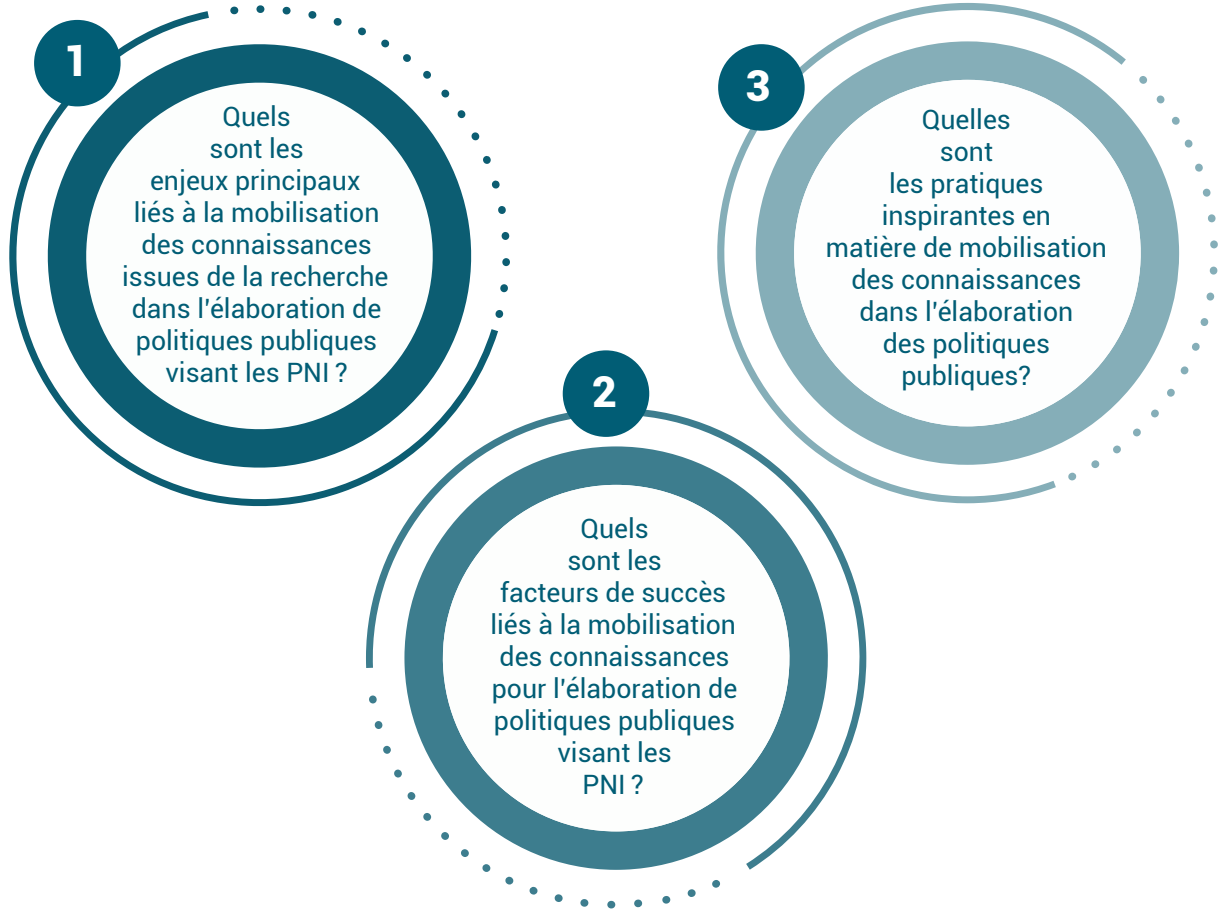 1
Quels
sont les
enjeux principaux
liés à la mobilisation
des connaissances
issues de la recherche
dans l'élaboration de
politiques publiques
visant les PNI ?
2
Quels
sont les
facteurs de succès
liés à la mobilisation
des connaissances
pour l'élaboration de
politiques publiques
visant les
PNI ?
3
Quelles
sont
les pratiques
inspirantes en
matière de mobilisation
des connaissances
dans l'élaboration
des politiques
publiques?